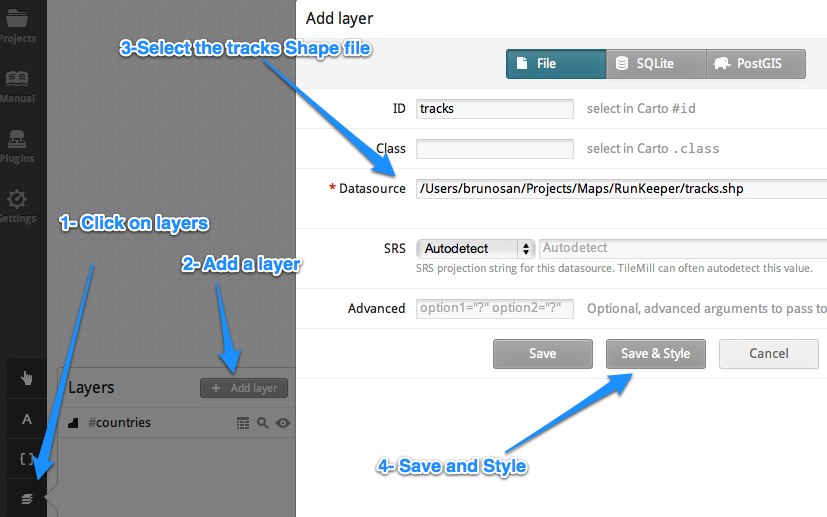 Projects
Manual
Plugins
Settings
1- Click on layers
2- Add a layer
Layers
+ Add layer
#countries
A
{ }
Add layer
3-Select the tracks Shape file
File
SQLite
PostGIS
ID
tracks
select in Carto #id
Class
select in Carto .class
* Datasource
/Users/brunosan/Projects/Maps/RunKeeper/tracks.shp
SRS
Autodetect
Autodetect
SRS projection string for this datasource. TileMill can often autodetect this value.
Advanced
option1="?" option2="?"
Optional, advanced arguments to pass to
Save
Save & Style
Cancel
4- Save and Style